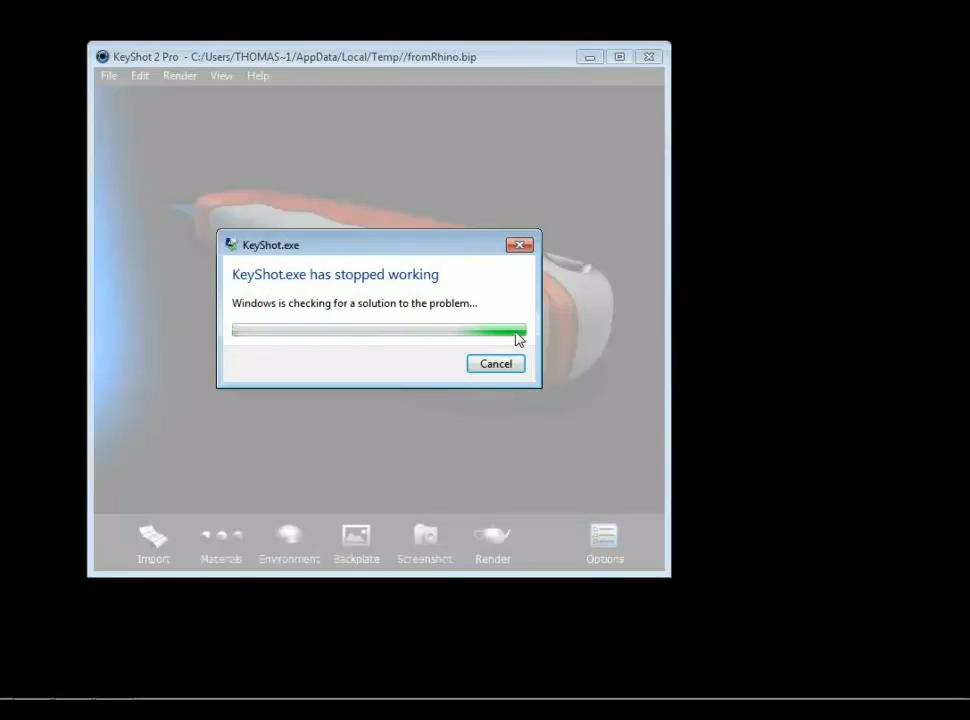 KeyShot 2 Pro - C:/Users/THOMAS~1/AppData/Local/Temp//fromRhino.bip
File Edit Render View Help
KeyShot.exe
KeyShot.exe has stopped working
Windows is checking for a solution to the problem...
Cancel
Import Materials Environment Backplate Screenshot Render Options